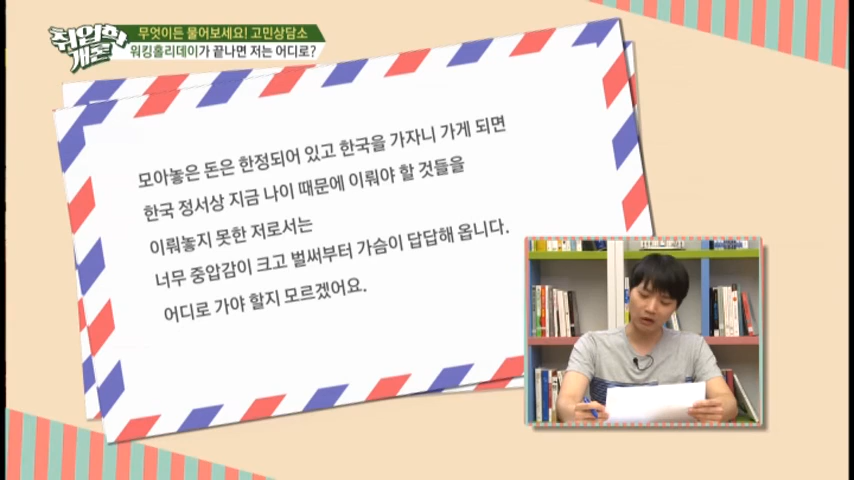 취업학
개론
무엇이든 물어보세요! 고민상담소
워킹홀리데이가 끝나면 저는 어디로?
모아놓은 돈은 한정되어 있고 한국을 가자니 가게 되면
한국 정서상 지금 나이 때문에 이뤄야 할 것들을
이뤄놓지 못한 저로서는
너무 중압감이 크고 벌써부터 가슴이 답답해 옵니다.
어디로 가야 할지 모르겠어요.